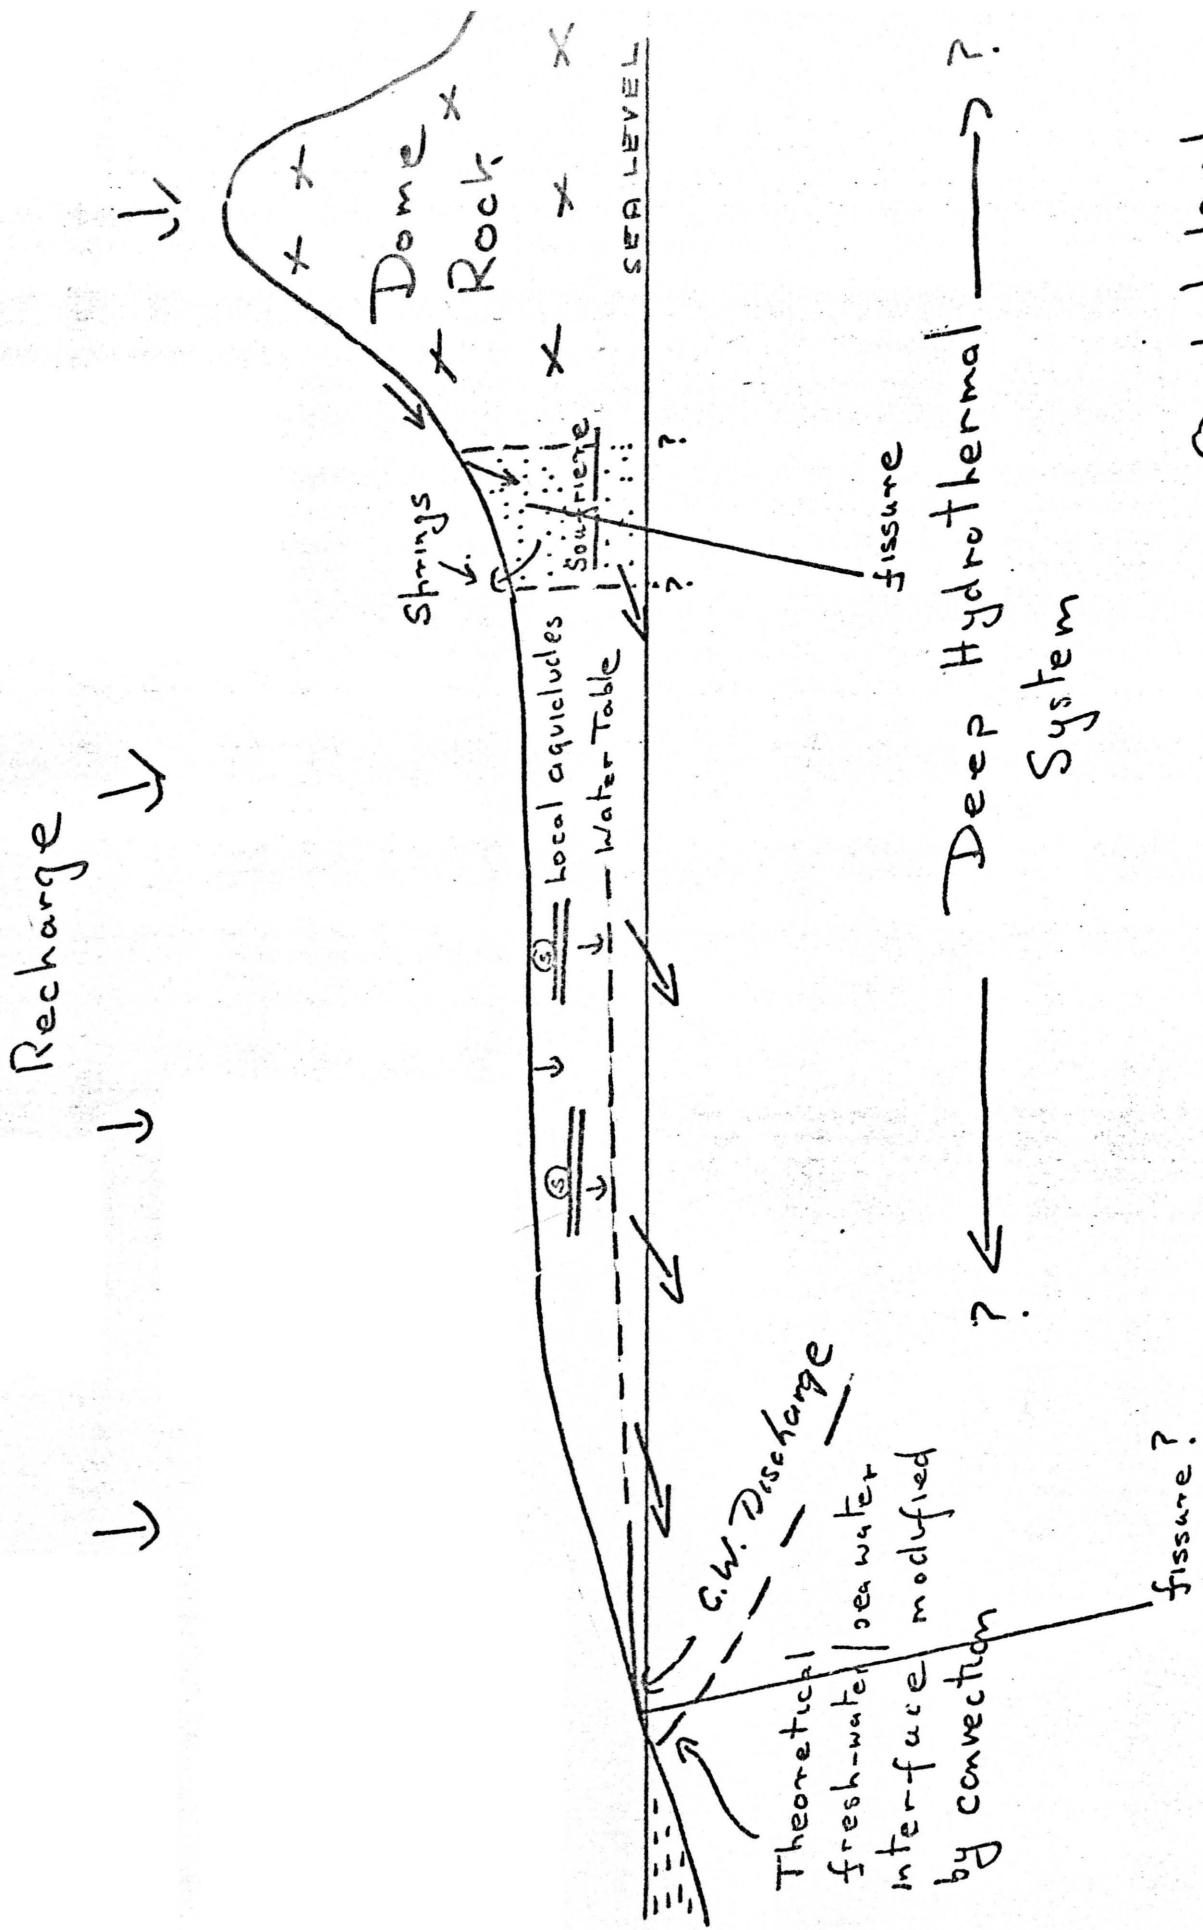 Recharge
Dome
Rock
Springs
Soufriere
Local aquicludes
Water Table
S
S
SEA LEVEL
?
?
fissure
G.W. Discharge
Theoretical
fresh-water/sea water
interface modified
by convection
fissure?
? Deep Hydrothermal ?
System